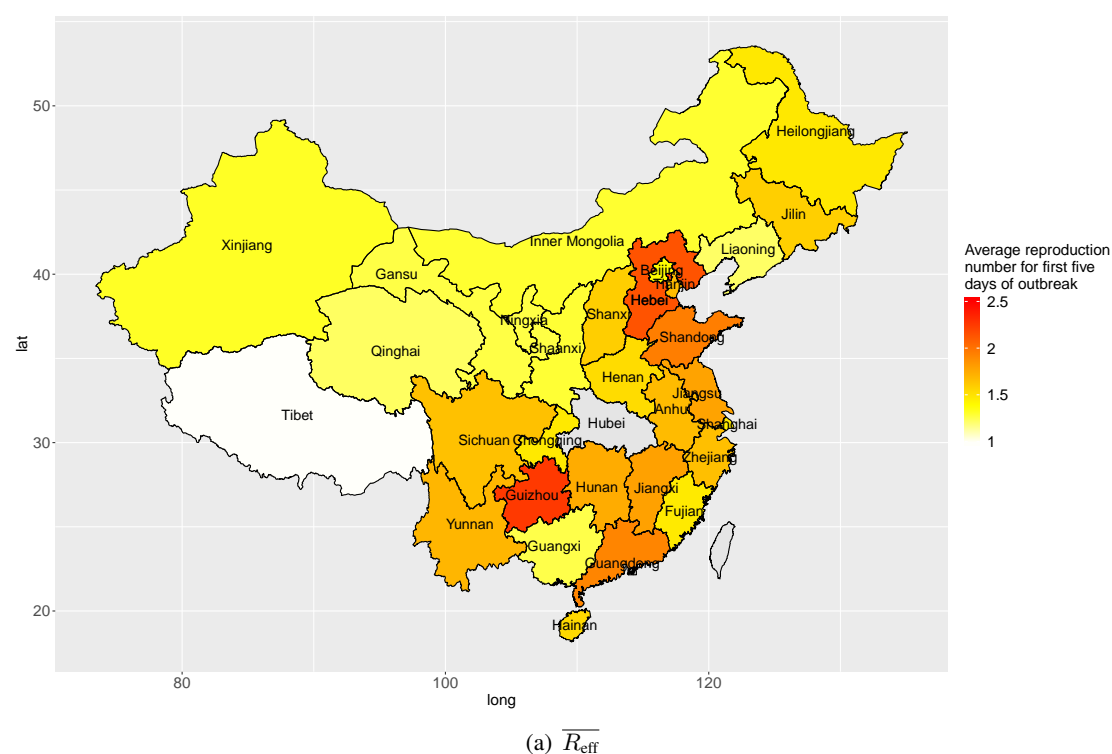 Average reproduction
number for first five
days of outbreak
2.5
2
1.5
1
50
40
30
20
lat
80
100
120
long
Heilongjiang
Jilin
Liaoning
Inner Mongolia
Xinjiang
Gansu
Beijing
Tianjin
Hebei
Shanxi
Ningxia
Shaanxi
Shandong
Qinghai
Henan
Jiangsu
Anhui
Shanghai
Tibet
Hubei
Sichuan
Chongqing
Zhejiang
Guizhou
Hunan
Jiangxi
Fujian
Yunnan
Guangxi
Guangdong
Hainan
(a) R̅eff